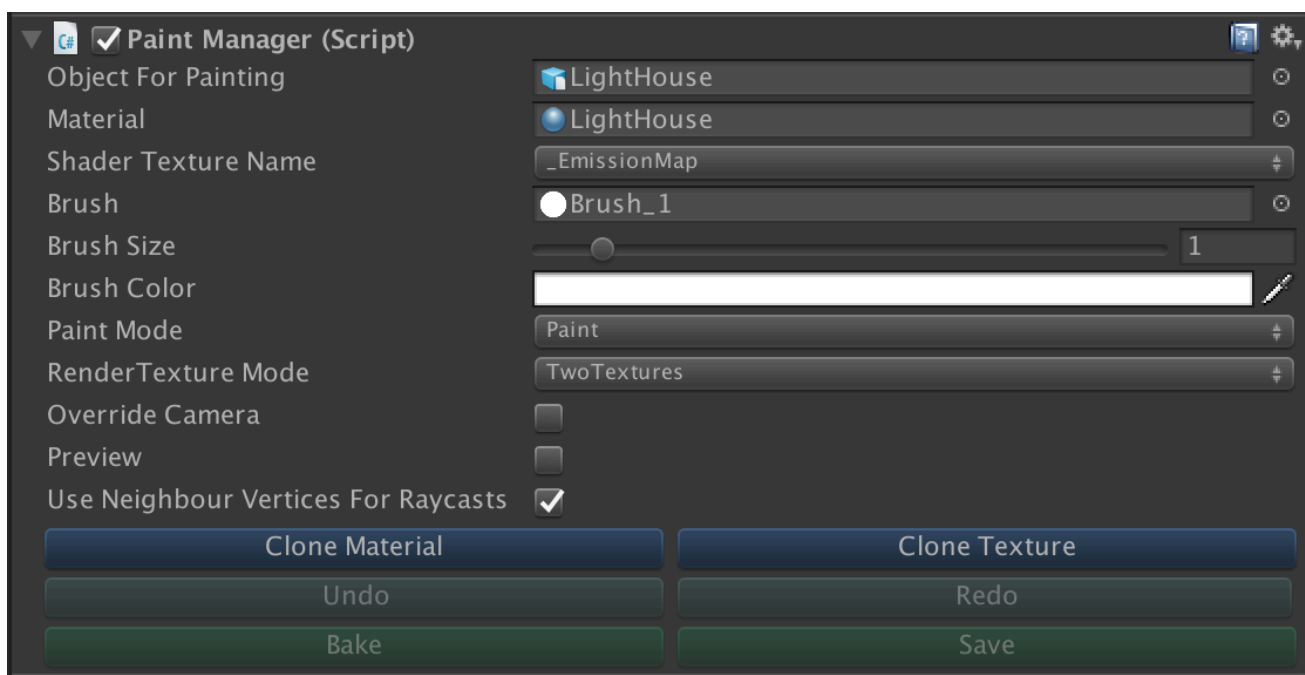 C# Paint Manager (Script) ?
Object For Painting LightHouse
Material LightHouse
Shader Texture Name _EmissionMap
Brush Brush_1
Brush Size 1
Brush Color
Paint Mode Paint
RenderTexture Mode TwoTextures
Override Camera
Preview
Use Neighbour Vertices For Raycasts
Clone Material Clone Texture
Undo Redo
Bake Save